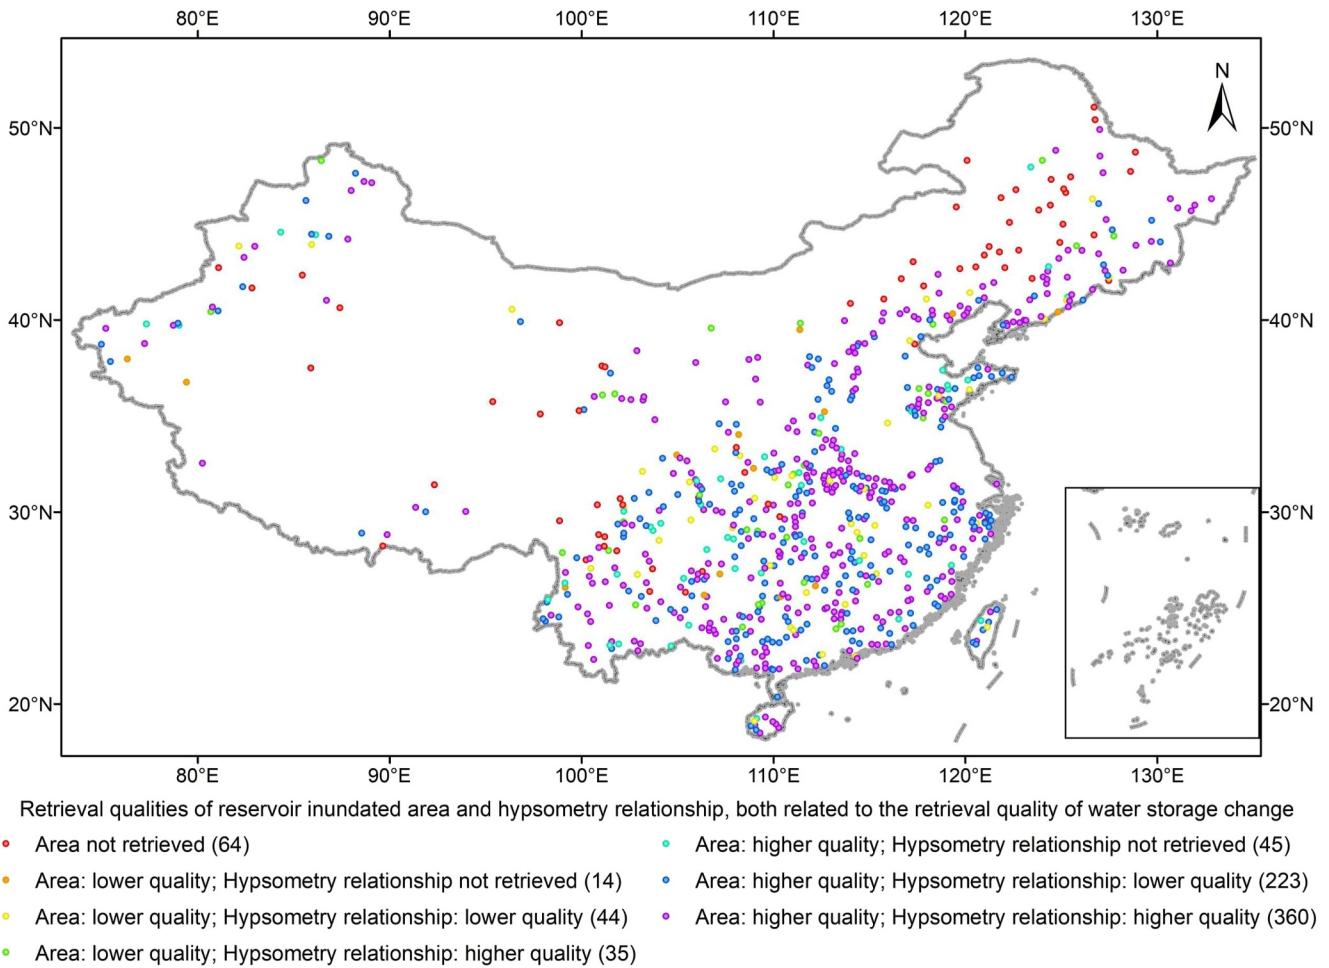 80°E 90°E 100°E 110°E 120°E 130°E
N
50°N 50°N
40°N 40°N
30°N 30°N
20°N 20°N
80°E 90°E 100°E 110°E 120°E 130°E
Retrieval qualities of reservoir inundated area and hypsometry relationship, both related to the retrieval quality of water storage change
Area not retrieved (64)
Area: lower quality; Hypsometry relationship not retrieved (14)
Area: lower quality; Hypsometry relationship: lower quality (44)
Area: lower quality; Hypsometry relationship: higher quality (35)
Area: higher quality; Hypsometry relationship not retrieved (45)
Area: higher quality; Hypsometry relationship: lower quality (223)
Area: higher quality; Hypsometry relationship: higher quality (360)